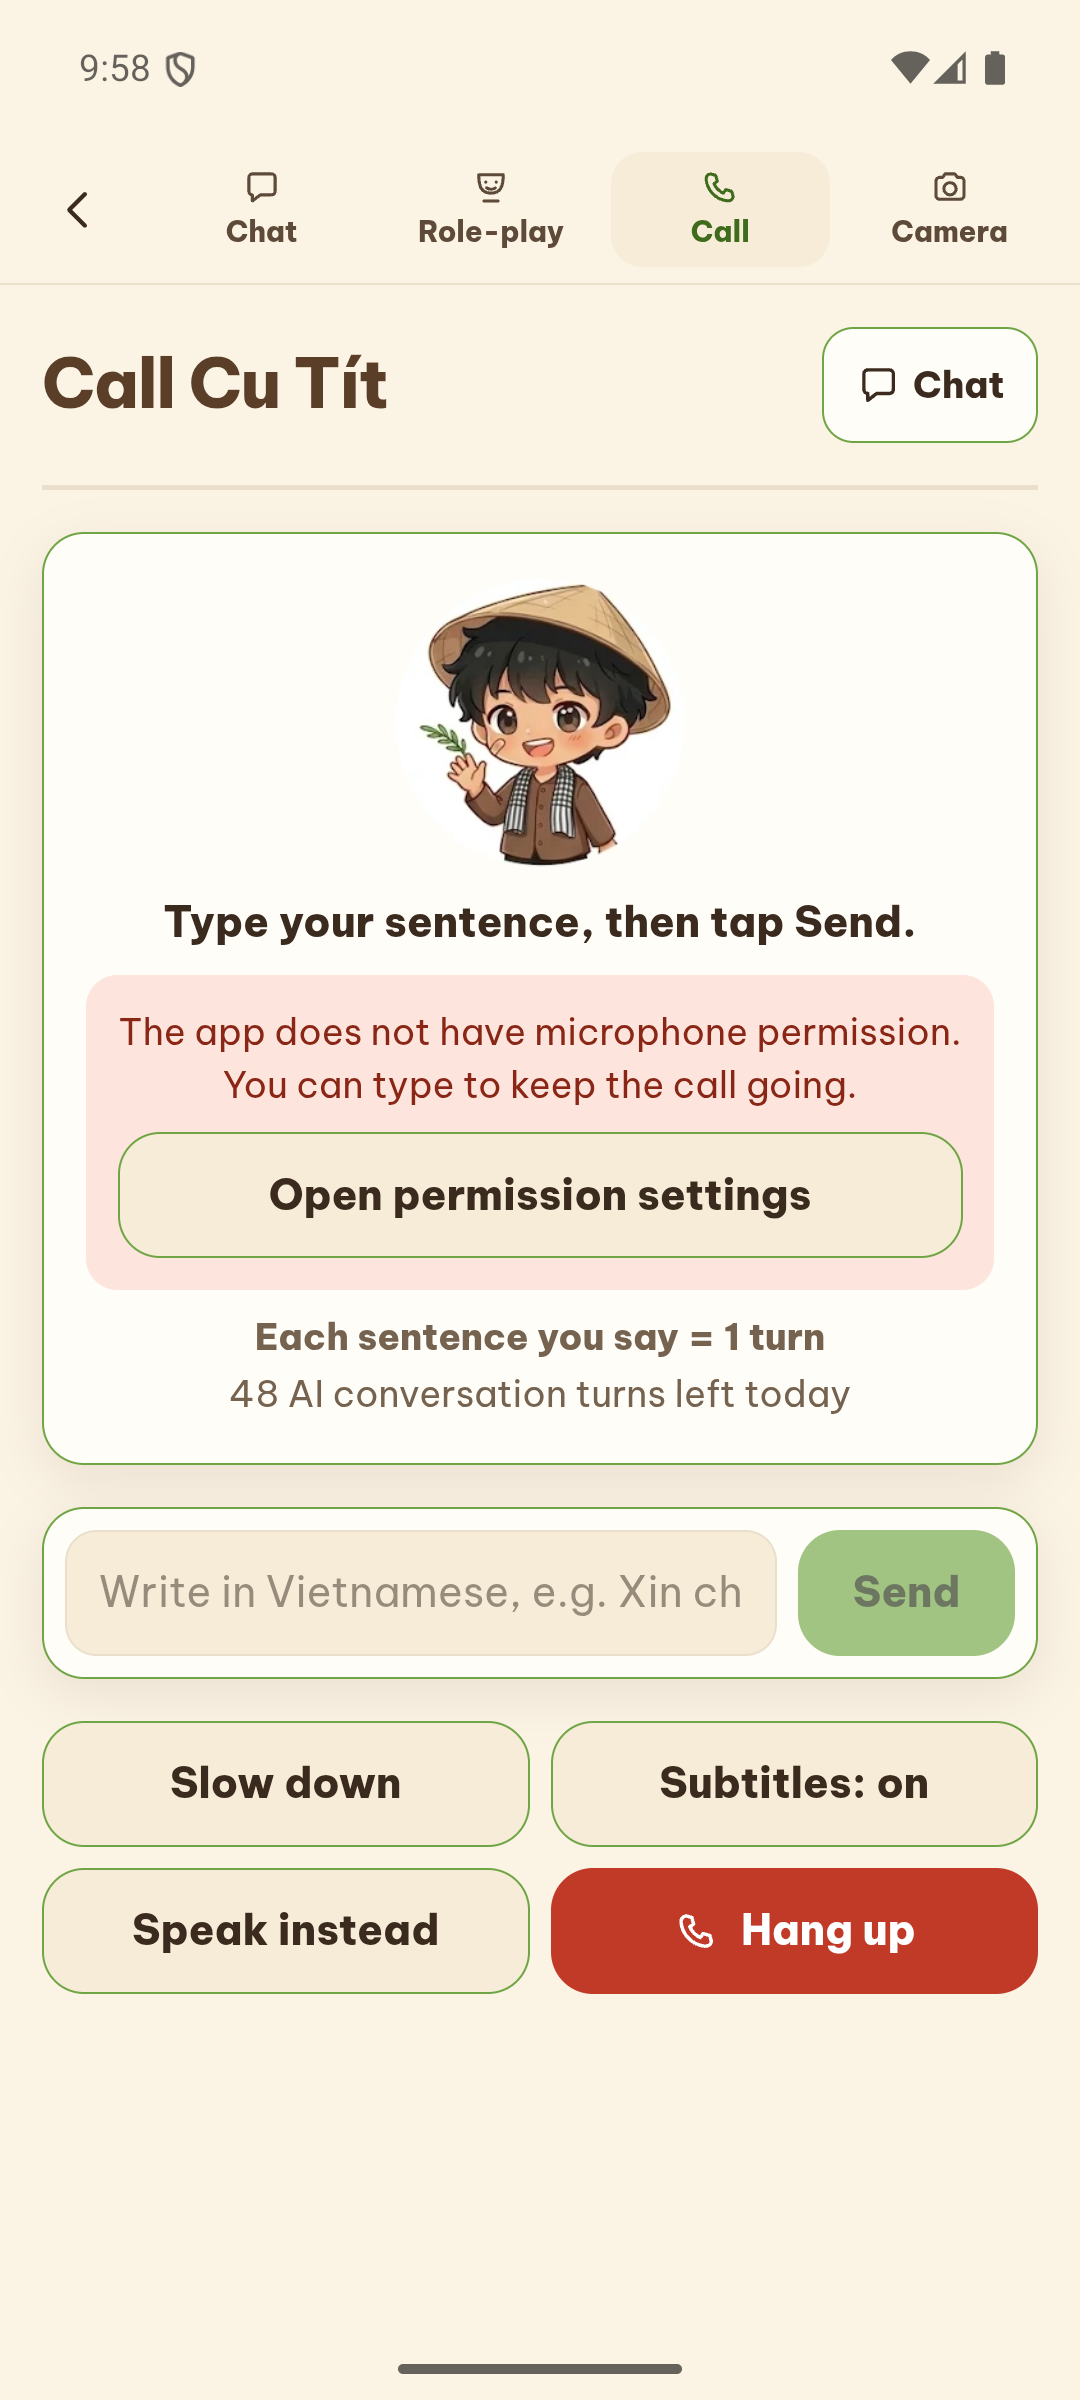 9:58
Chat
Role-play
Call
Camera
Call Cu Tít
Chat
Type your sentence, then tap Send.
The app does not have microphone permission.
You can type to keep the call going.
Open permission settings
Each sentence you say = 1 turn
48 AI conversation turns left today
Write in Vietnamese, e.g. Xin ch
Send
Slow down
Subtitles: on
Speak instead
Hang up